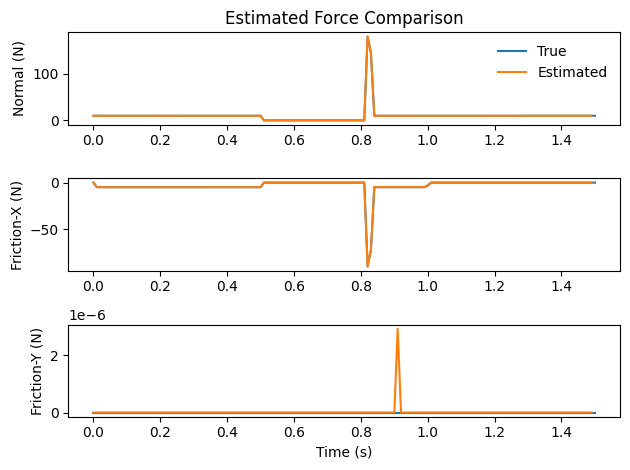 Estimated Force Comparison
Normal (N)
100
0
True
Estimated
0.0 0.2 0.4 0.6 0.8 1.0 1.2 1.4
Friction-X (N)
0
−50
0.0 0.2 0.4 0.6 0.8 1.0 1.2 1.4
1e−6
Friction-Y (N)
2
0
0.0 0.2 0.4 0.6 0.8 1.0 1.2 1.4
Time (s)